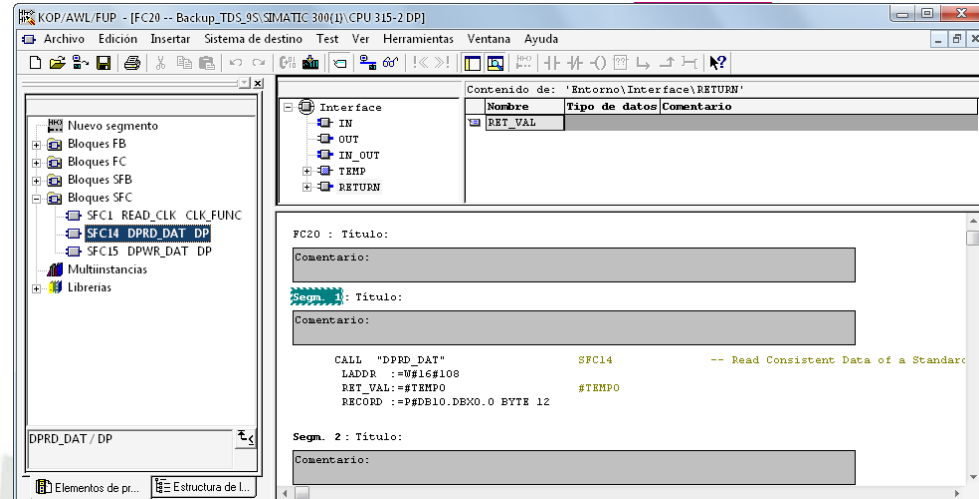 KOP/AWL/FUP - [FC20 -- Backup_TDS_9S\SIMATIC 300(1)\CPU 315-2 DP]
Archivo Edición Insertar Sistema de destino Test Ver Herramientas Ventana Ayuda
Nuevo segmento
Bloques FB
Bloques FC
Bloques SFB
Bloques SFC
SFC1 READ_CLK CLK_FUNC
SFC14 DPRD_DAT DP
SFC15 DPWR_DAT DP
Multiinstancias
Librerías
DPRD_DAT / DP
Elementos de pr...
Estructura de l...
Interface
IN
OUT
IN_OUT
TEMP
RETURN
Contenido de: 'Entorno\Interface\RETURN'
Nombre Tipo de datos Comentario
RET_VAL
FC20 : Título:
Comentario:
Segm. 1: Título:
Comentario:
CALL "DPRD_DAT" SFC14 -- Read Consistent Data of a Standard
LADDR :=W#16#108
RET_VAL:=#TEMPO #TEMPO
RECORD :=P#DB10.DBX0.0 BYTE 12
Segm. 2: Título:
Comentario: